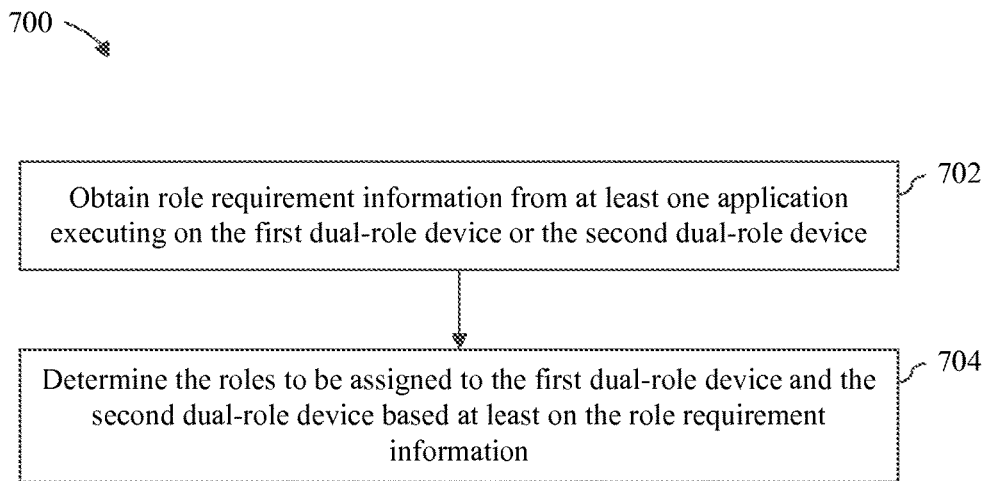 700
702
Obtain role requirement information from at least one application
executing on the first dual-role device or the second dual-role device
704
Determine the roles to be assigned to the first dual-role device and the
second dual-role device based at least on the role requirement
information